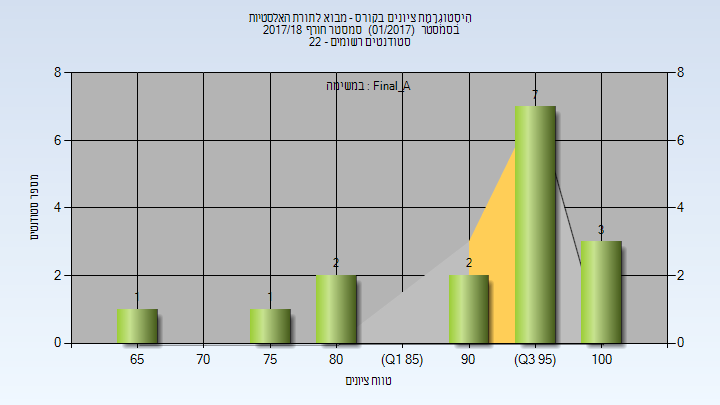 היסטוגרמת ציונים בקורס - מבוא לתורת האלסטיות
בסמסטר (01/2017) סמסטר חורף 2017/18
סטודנטים רשומים - 22
במשימה : Final_A
מספר סטודנטים
8 8
6 6
4 4
2 2
0 0
1 1 2 2 7 3
65 70 75 80 (Q1 85) 90 (Q3 95) 100
טווח ציונים